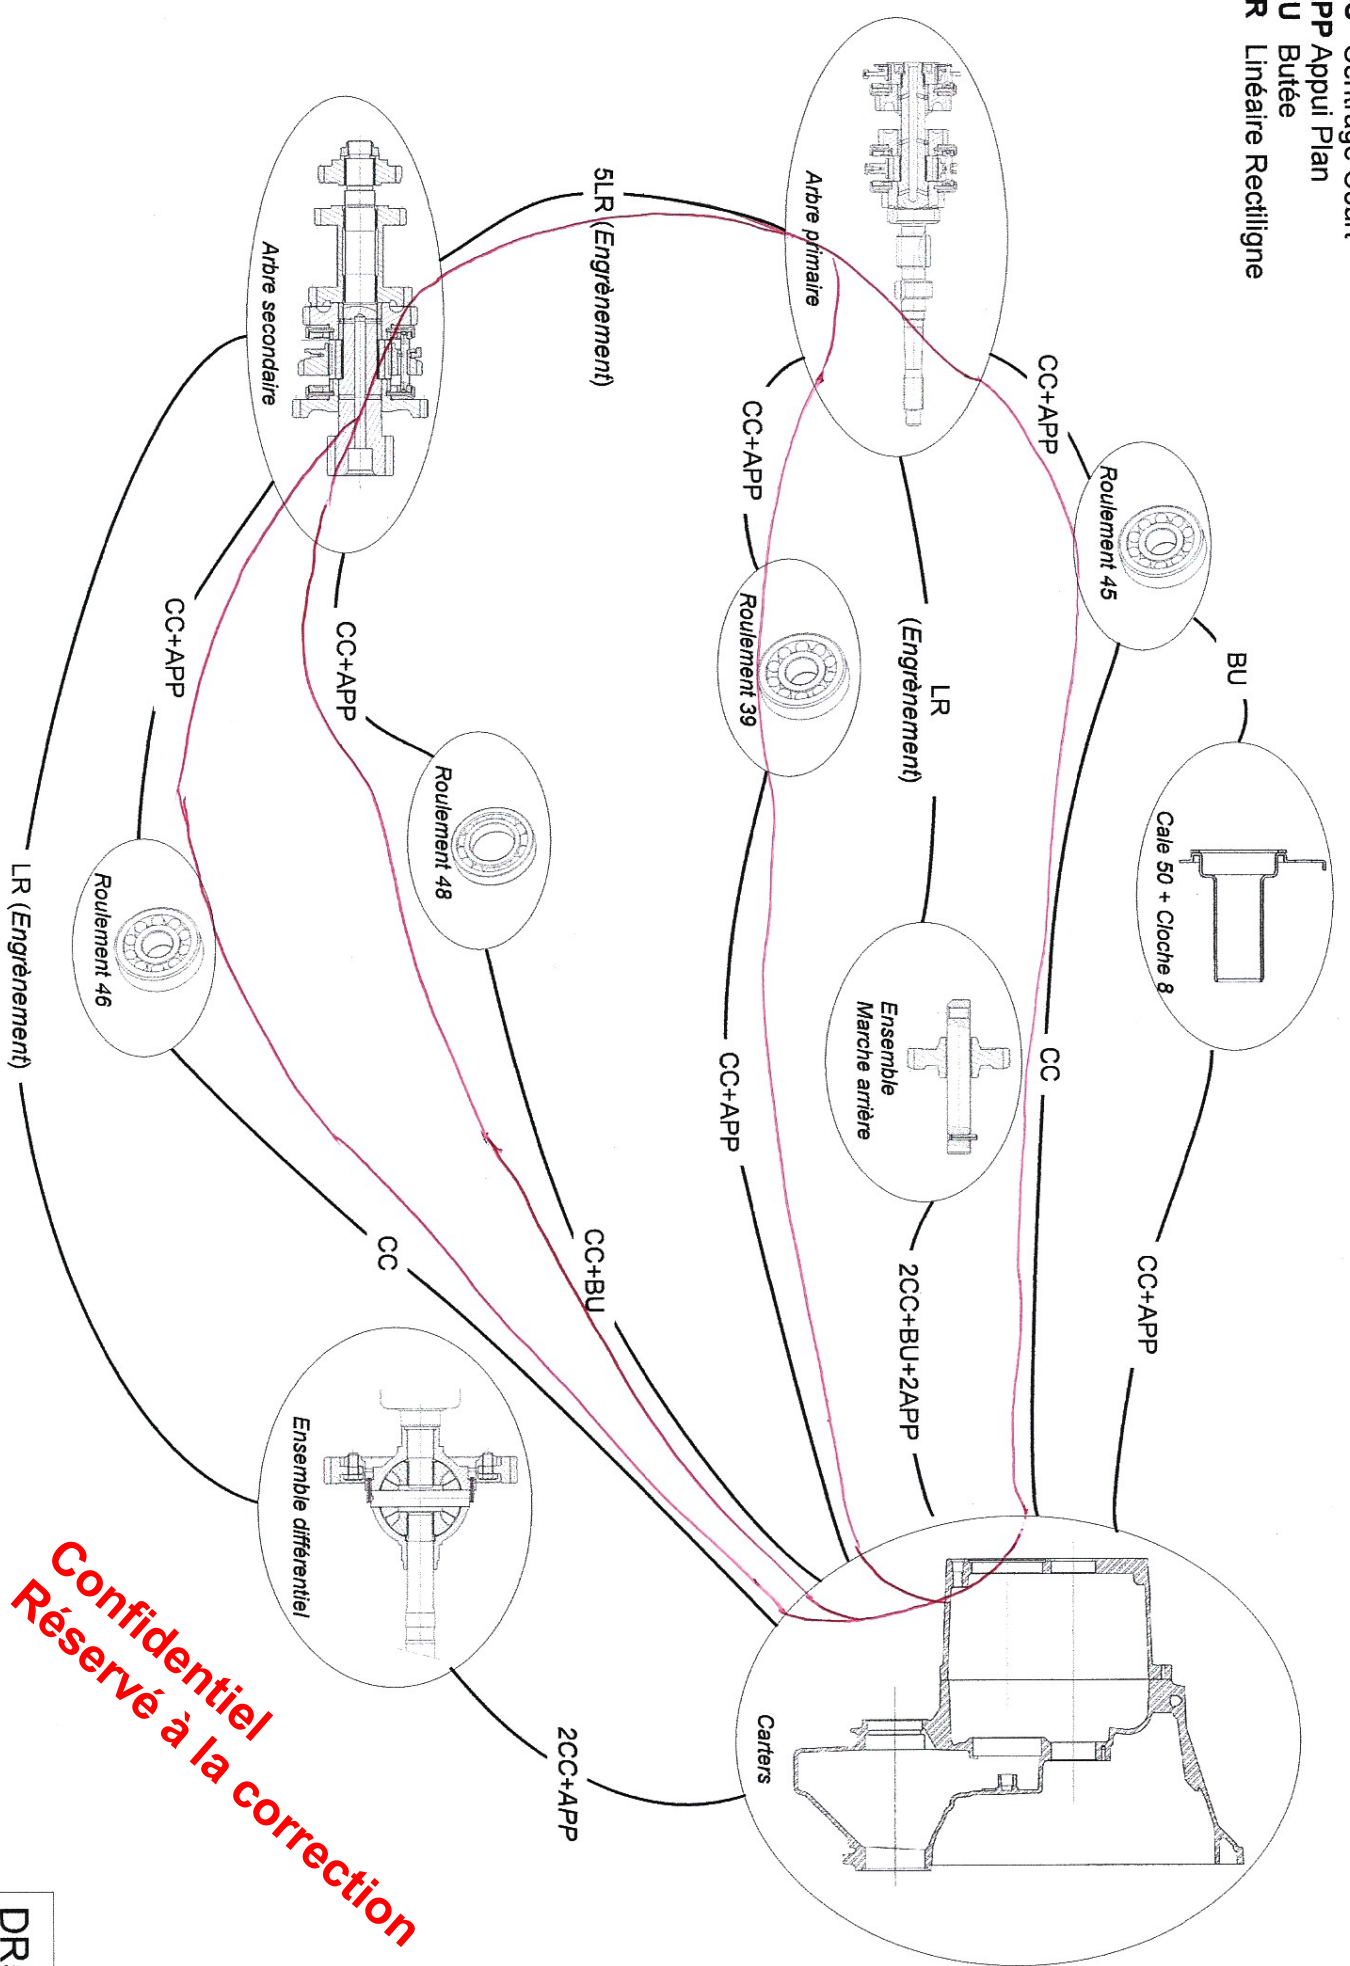 Centrage Court
PP Appui Plan
U Butée
R Linéaire Rectiligne
Arbre primaire
CC+APP
Roulement 45
BU
Cale 50 + Cloche 8
CC+APP
CC
5LR (Engrènement)
CC+APP
Roulement 39
CC+APP
LR
(Engrènement)
Ensemble
Marche arrière
2CC+BU+2APP
Arbre secondaire
CC+APP
Roulement 48
CC+BU
CC+APP
Roulement 46
CC
LR (Engrènement)
Ensemble différentiel
2CC+APP
Carters
Confidentiel
Réservé à la correction
DR